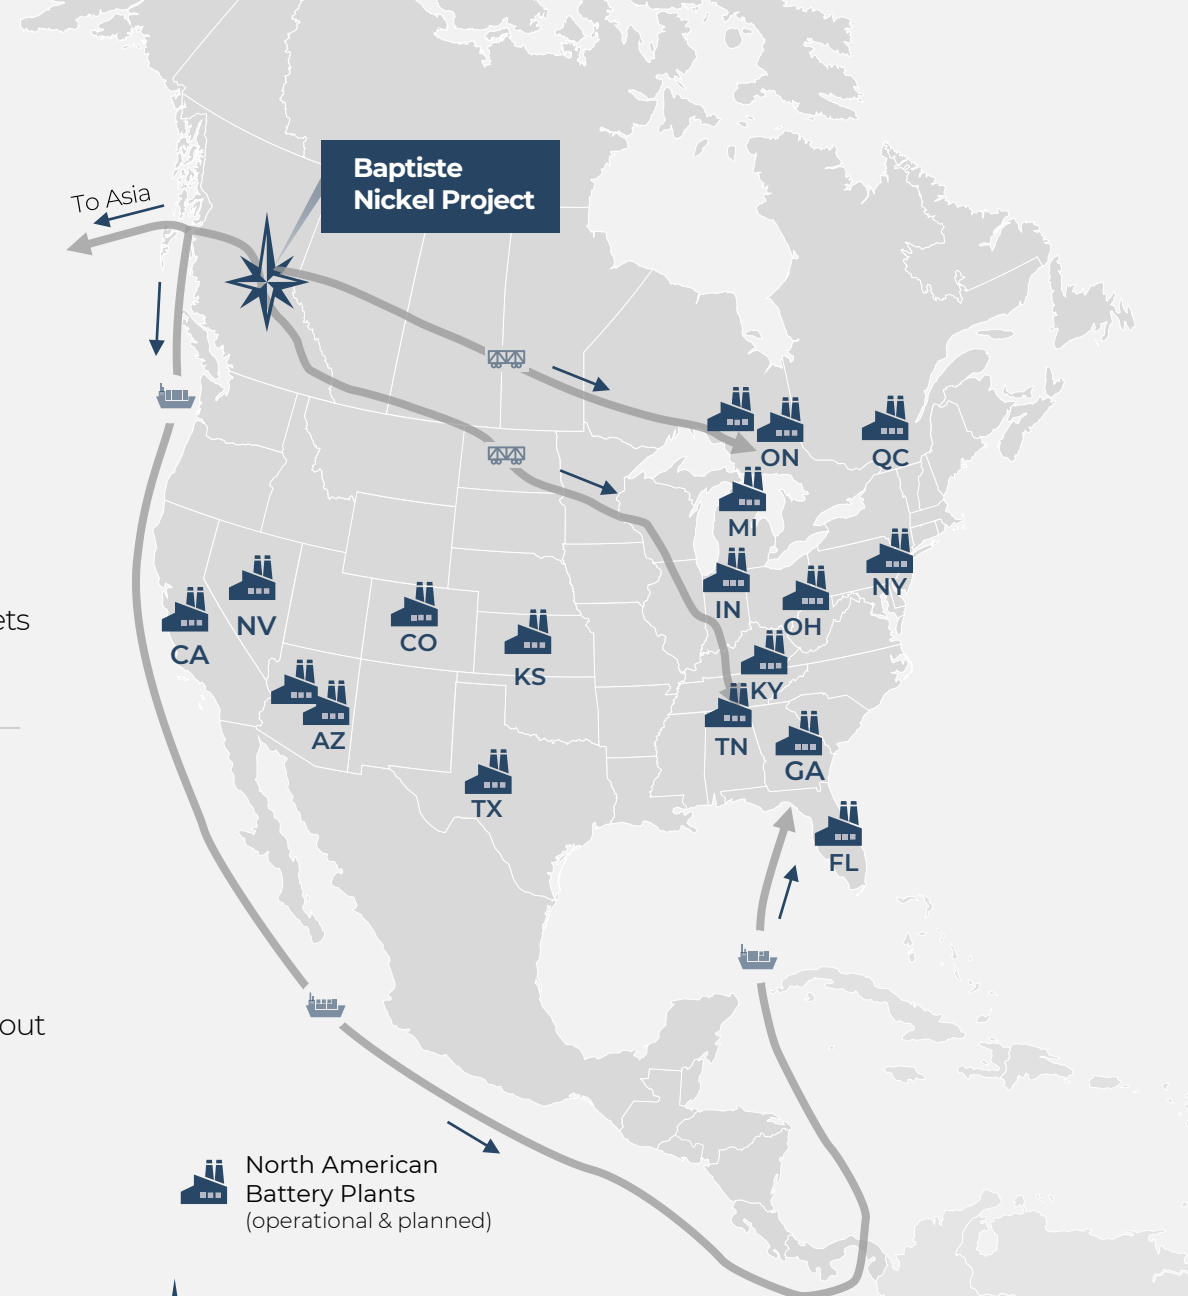 Baptiste
Nickel Project
To Asia
ON
QC
MI
IN
NY
OH
NV
CA
CO
KS
KY
AZ
TN
GA
TX
FL
ets
out
North American
Battery Plants
(operational & planned)